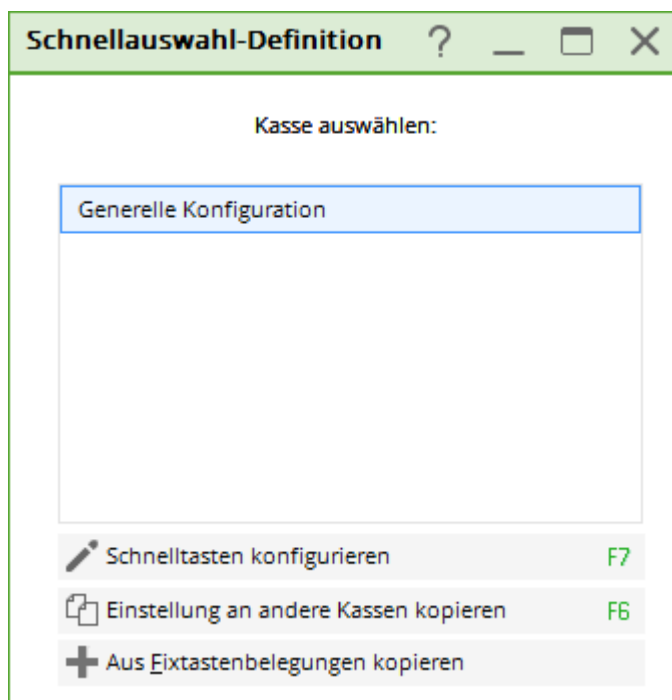 Schnellauswahl-Definition
Kasse auswählen:
Generelle Konfiguration
Schnelltasten konfigurieren F7
Einstellung an andere Kassen kopieren F6
Aus Fixtastenbelegungen kopieren